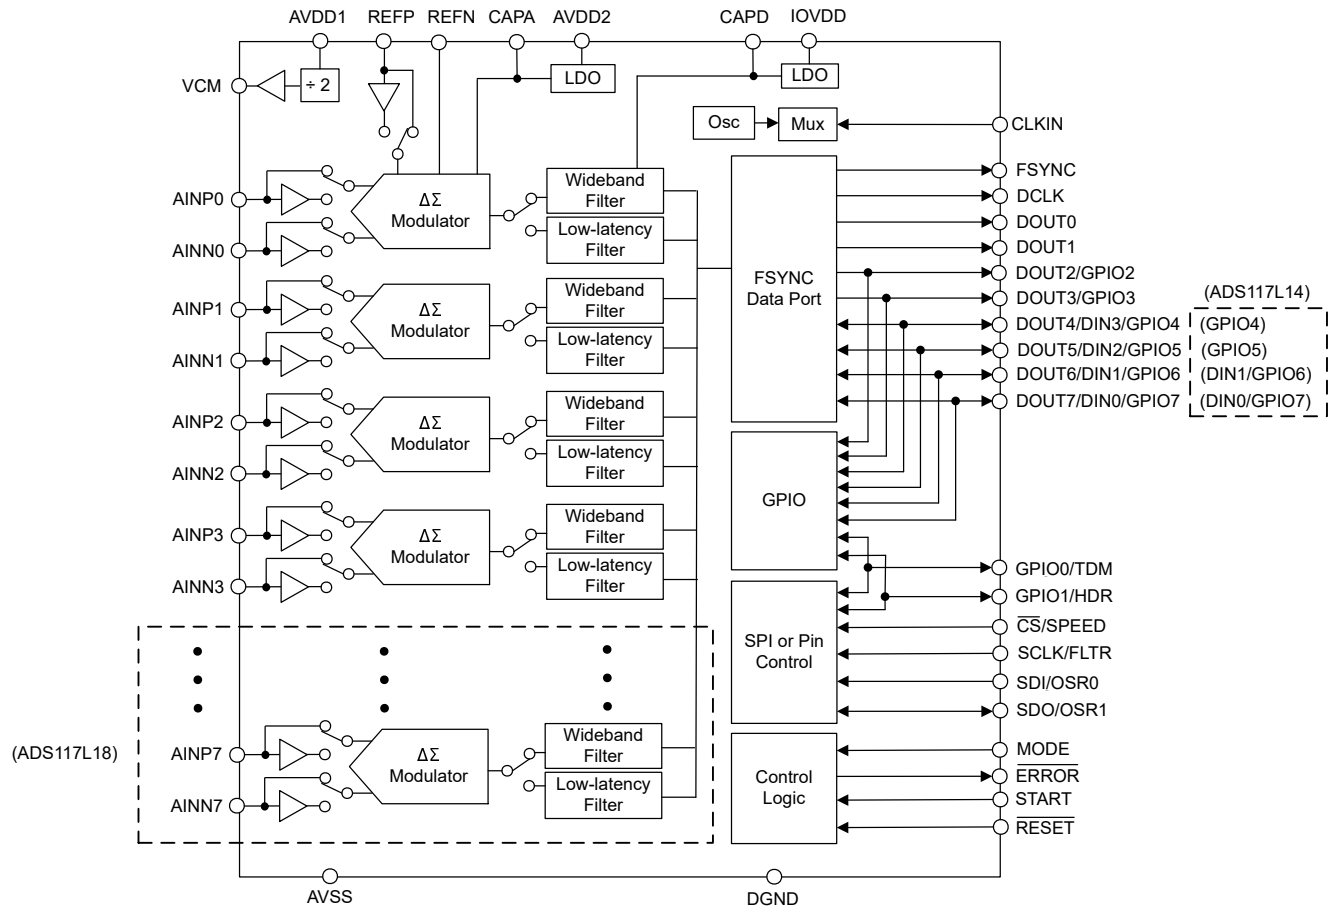 AVDD1 REFP REFN CAPA AVDD2 CAPD IOVDD
VCM
÷ 2
LDO
LDO
Osc
Mux
CLKIN
AINP0
AINN0
ΔΣ
Modulator
Wideband
Filter
Low-latency
Filter
AINP1
AINN1
ΔΣ
Modulator
Wideband
Filter
Low-latency
Filter
AINP2
AINN2
ΔΣ
Modulator
Wideband
Filter
Low-latency
Filter
AINP3
AINN3
ΔΣ
Modulator
Wideband
Filter
Low-latency
Filter
(ADS117L18)
AINP7
AINN7
ΔΣ
Modulator
Wideband
Filter
Low-latency
Filter
FSYNC
Data Port
FSYNC
DCLK
DOUT0
DOUT1
DOUT2/GPIO2
DOUT3/GPIO3
DOUT4/DIN3/GPIO4
DOUT5/DIN2/GPIO5
DOUT6/DIN1/GPIO6
DOUT7/DIN0/GPIO7
(ADS117L14)
(GPIO4)
(GPIO5)
(DIN1/GPIO6)
(DIN0/GPIO7)
GPIO
GPIO0/TDM
GPIO1/HDR
SPI or Pin
Control
CS/SPEED
SCLK/FLTR
SDI/OSR0
SDO/OSR1
Control
Logic
MODE
ERROR
START
RESET
AVSS
DGND